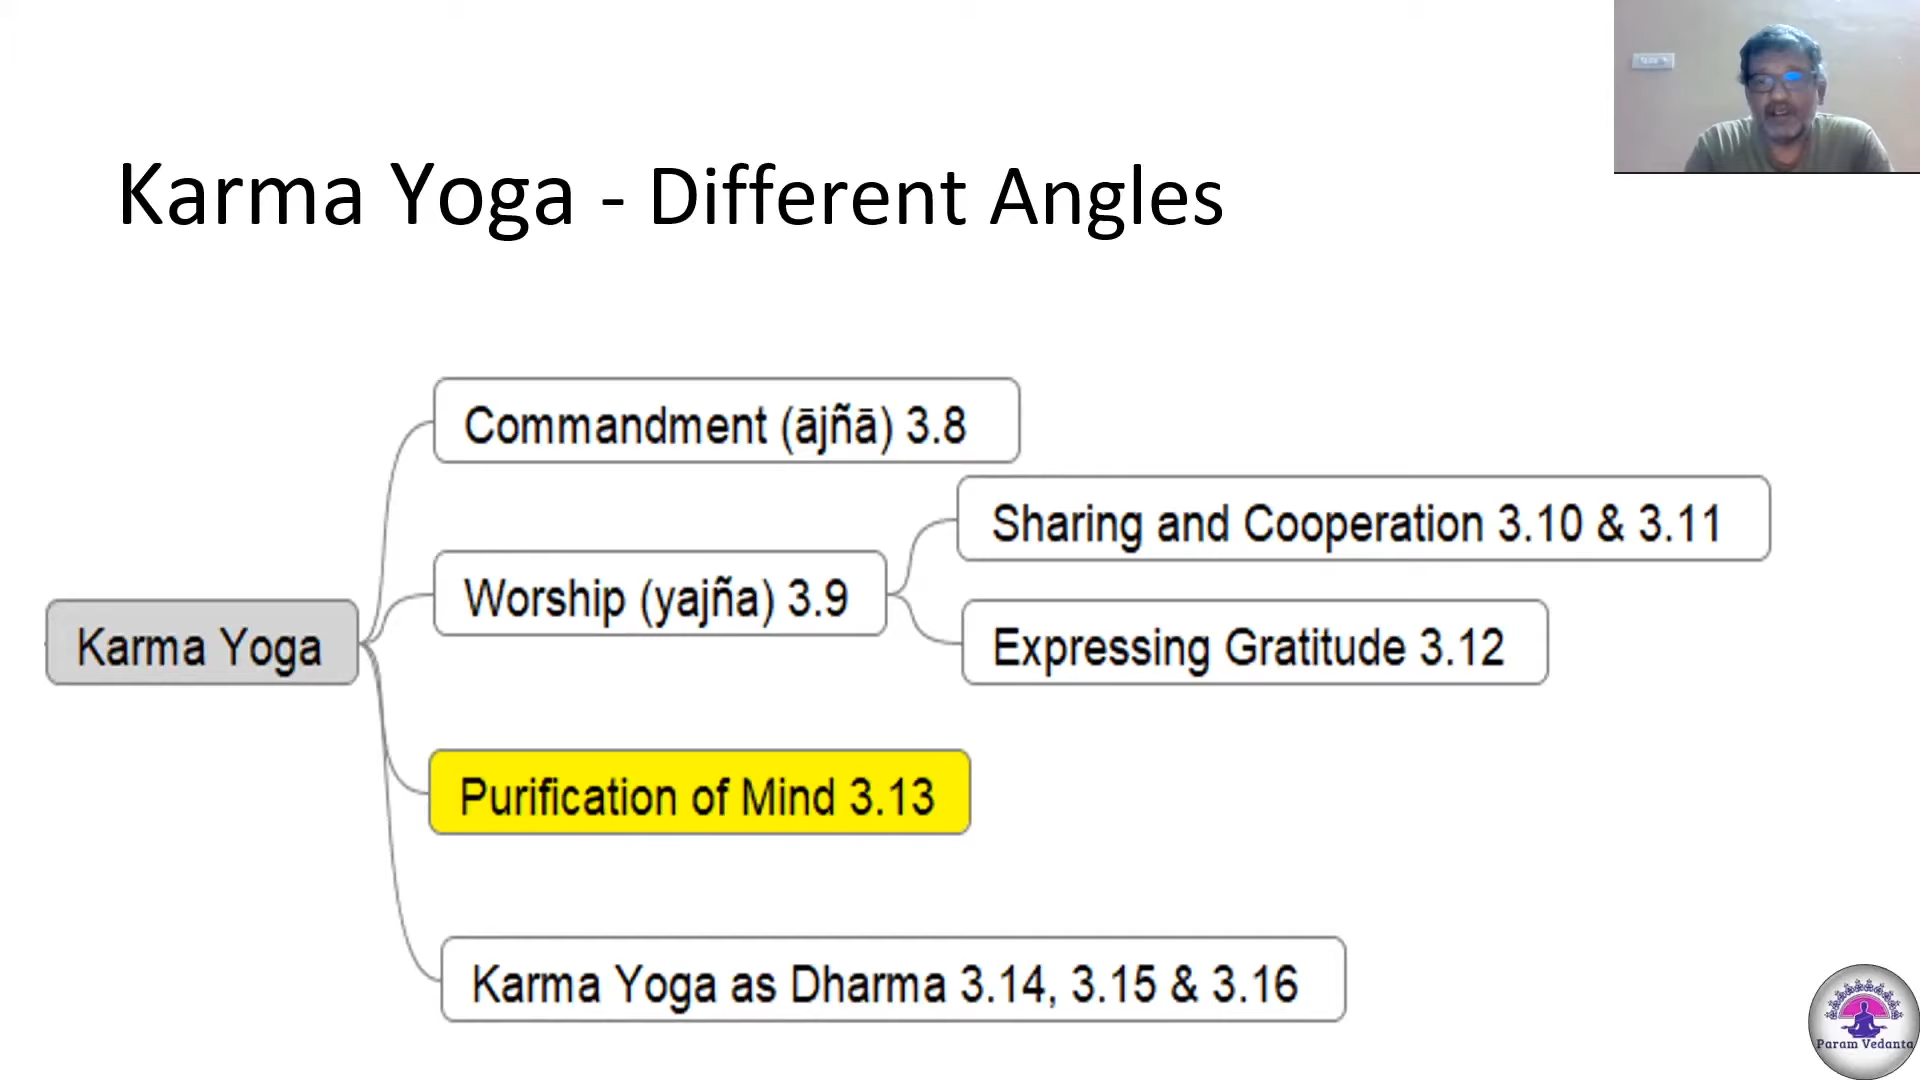 Karma Yoga - Different Angles
Commandment (ājñā) 3.8
Sharing and Cooperation 3.10 & 3.11
Worship (yajña) 3.9
Karma Yoga
Expressing Gratitude 3.12
Purification of Mind 3.13
Karma Yoga as Dharma 3.14, 3.15 & 3.16
Param Vedanta